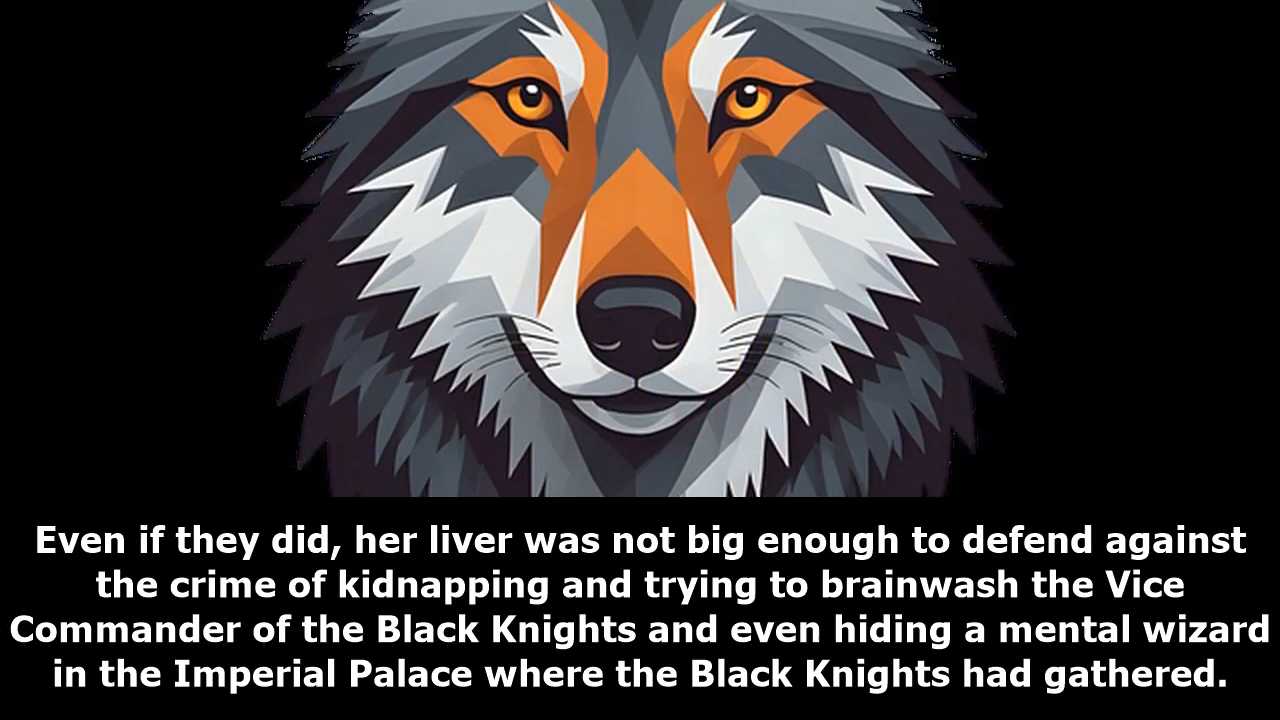 Even if they did, her liver was not big enough to defend against
the crime of kidnapping and trying to brainwash the Vice
Commander of the Black Knights and even hiding a mental wizard
in the Imperial Palace where the Black Knights had gathered.